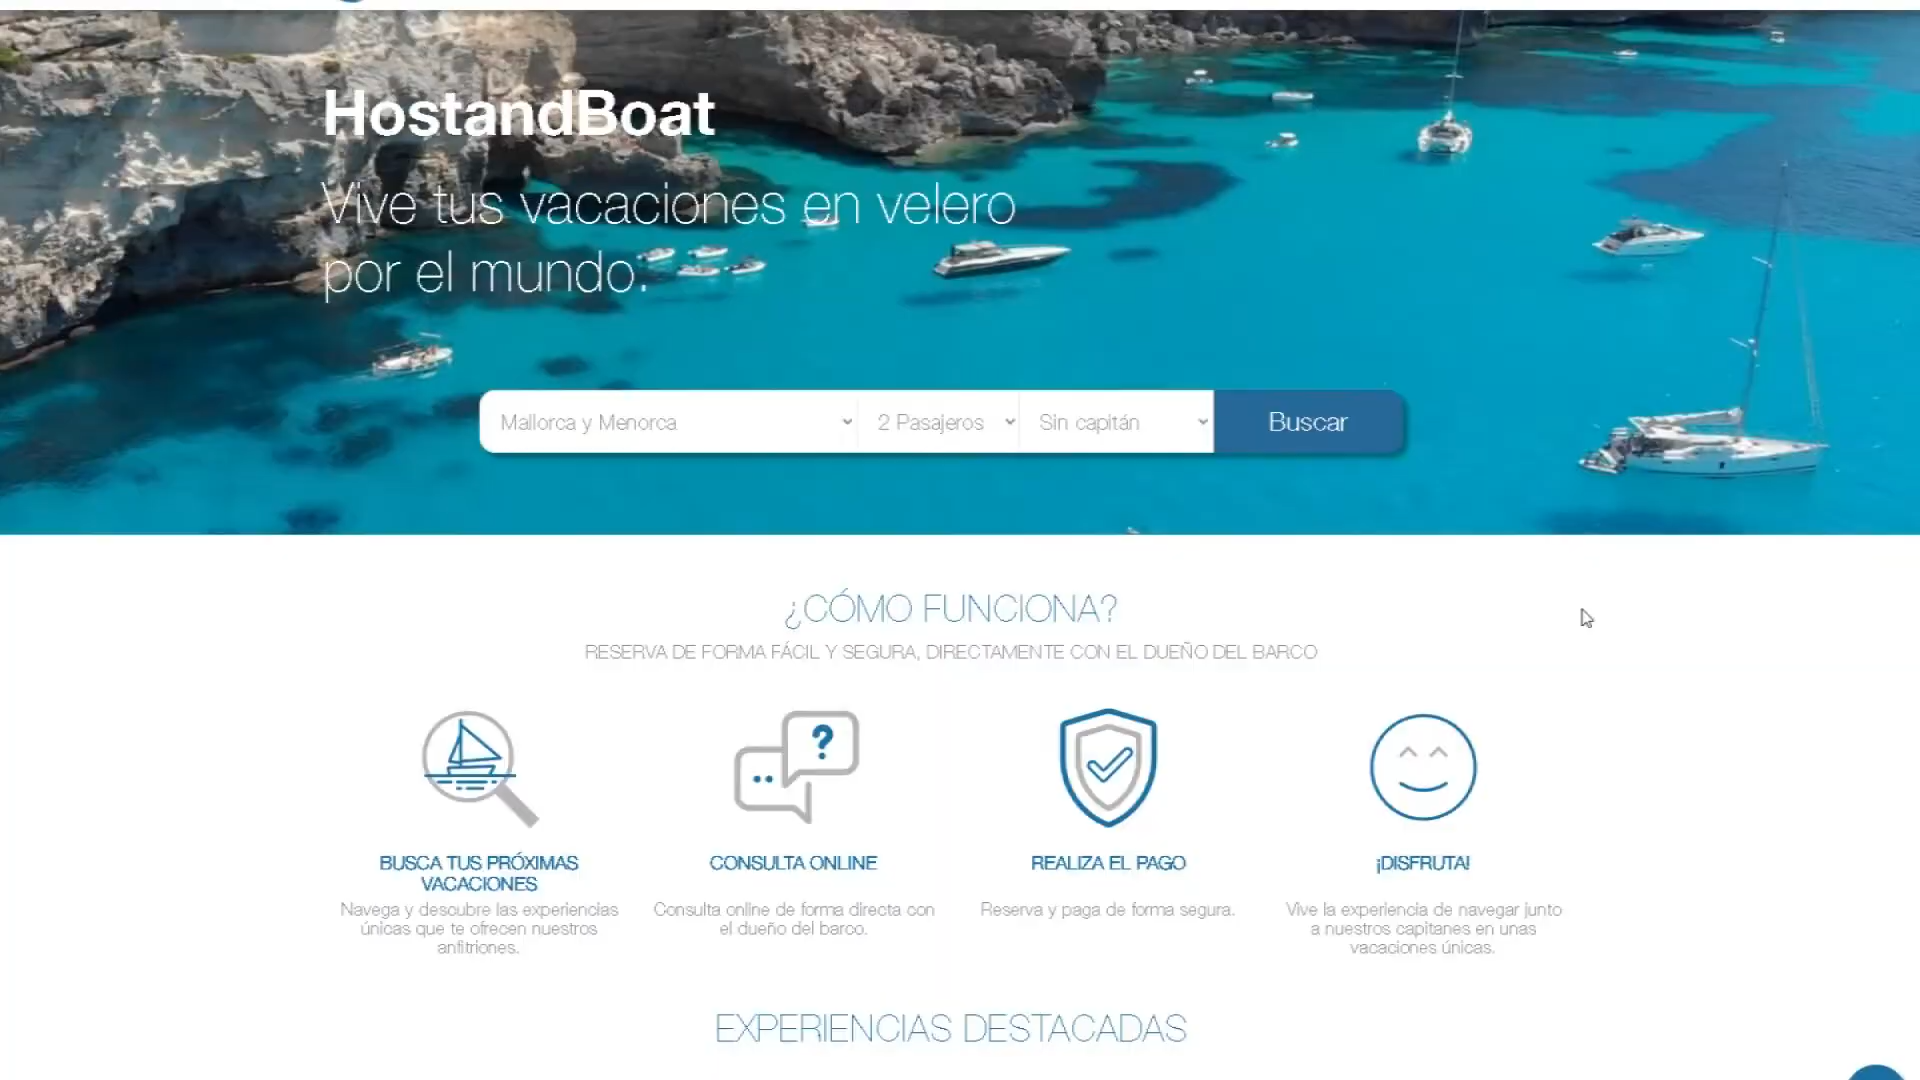 HostandBoat
Vive tus vacaciones en velero
por el mundo.
Mallorca y Menorca
2 Pasajeros
Sin capitán
Buscar
¿CÓMO FUNCIONA?
RESERVA DE FORMA FÁCIL Y SEGURA, DIRECTAMENTE CON EL DUEÑO DEL BARCO
BUSCA TUS PRÓXIMAS
VACACIONES
Navega y descubre las experiencias
únicas que te ofrecen nuestros
anfitriones.
CONSULTA ONLINE
Consulta online de forma directa con
el dueño del barco.
REALIZA EL PAGO
Reserva y paga de forma segura.
¡DISFRUTA!
Vive la experiencia de navegar junto
a nuestros capitanes en unas
vacaciones únicas.
EXPERIENCIAS DESTACADAS